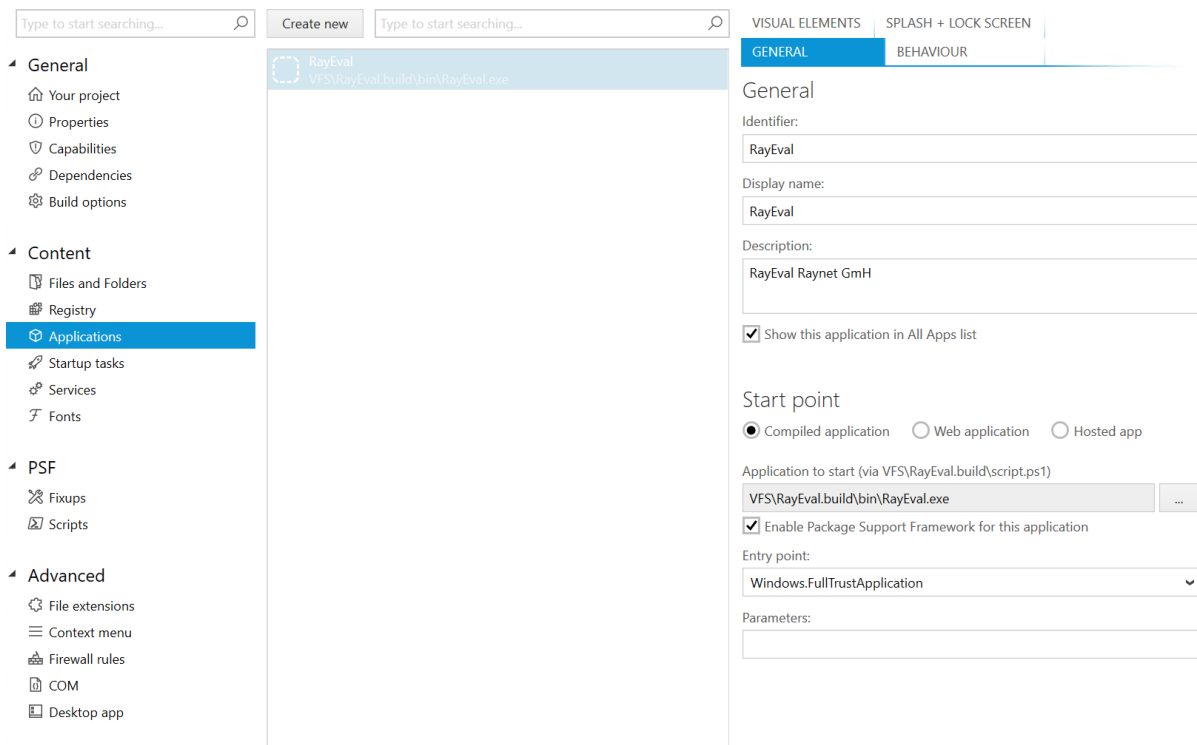 Type to start searching...
General
Your project
Properties
Capabilities
Dependencies
Build options
Content
Files and Folders
Registry
Applications
Startup tasks
Services
Fonts
PSF
Fixups
Scripts
Advanced
File extensions
Context menu
Firewall rules
COM
Desktop app
Create new
Type to start searching...
RayEval
VFS\RayEval.build\bin\RayEval.exe
VISUAL ELEMENTS
SPLASH + LOCK SCREEN
GENERAL
BEHAVIOUR
General
Identifier:
RayEval
Display name:
RayEval
Description:
RayEval Raynet GmH
Show this application in All Apps list
Start point
Compiled application
Web application
Hosted app
Application to start (via VFS\RayEval.build\script.ps1)
VFS\RayEval.build\bin\RayEval.exe
...
Enable Package Support Framework for this application
Entry point:
Windows.FullTrustApplication
Parameters: